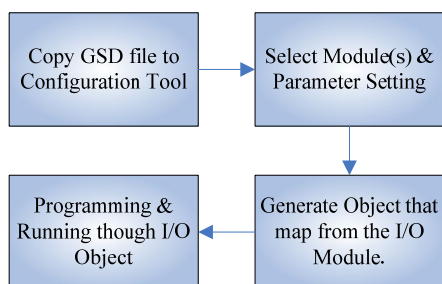 Copy GSD file to
Configuration Tool
Select Module(s) &
Parameter Setting
Generate Object that
map from the I/O
Module.
Programming &
Running though I/O
Object